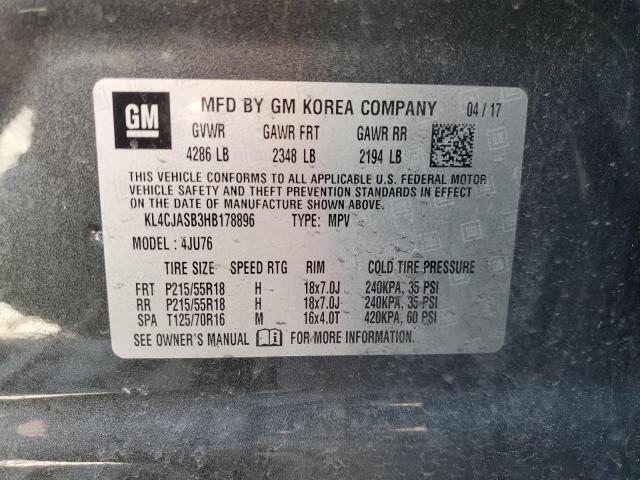 GM MFD BY GM KOREA COMPANY 04 / 17
GVWR GAWR FRT GAWR RR
4286 LB 2348 LB 2194 LB
THIS VEHICLE CONFORMS TO ALL APPLICABLE U.S. FEDERAL MOTOR
VEHICLE SAFETY AND THEFT PREVENTION STANDARDS IN EFFECT
ON THE DATE OF MANUFACTURE SHOWN ABOVE.
KL4CJASB3HB178896 TYPE: MPV
MODEL : 4JU76
TIRE SIZE SPEED RTG RIM COLD TIRE PRESSURE
FRT P215/55R18 H 18x7.0J 240KPA, 35 PSI
RR P215/55R18 H 18x7.0J 240KPA, 35 PSI
SPA T125/70R16 M 16x4.0T 420KPA, 60 PSI
SEE OWNER'S MANUAL FOR MORE INFORMATION.